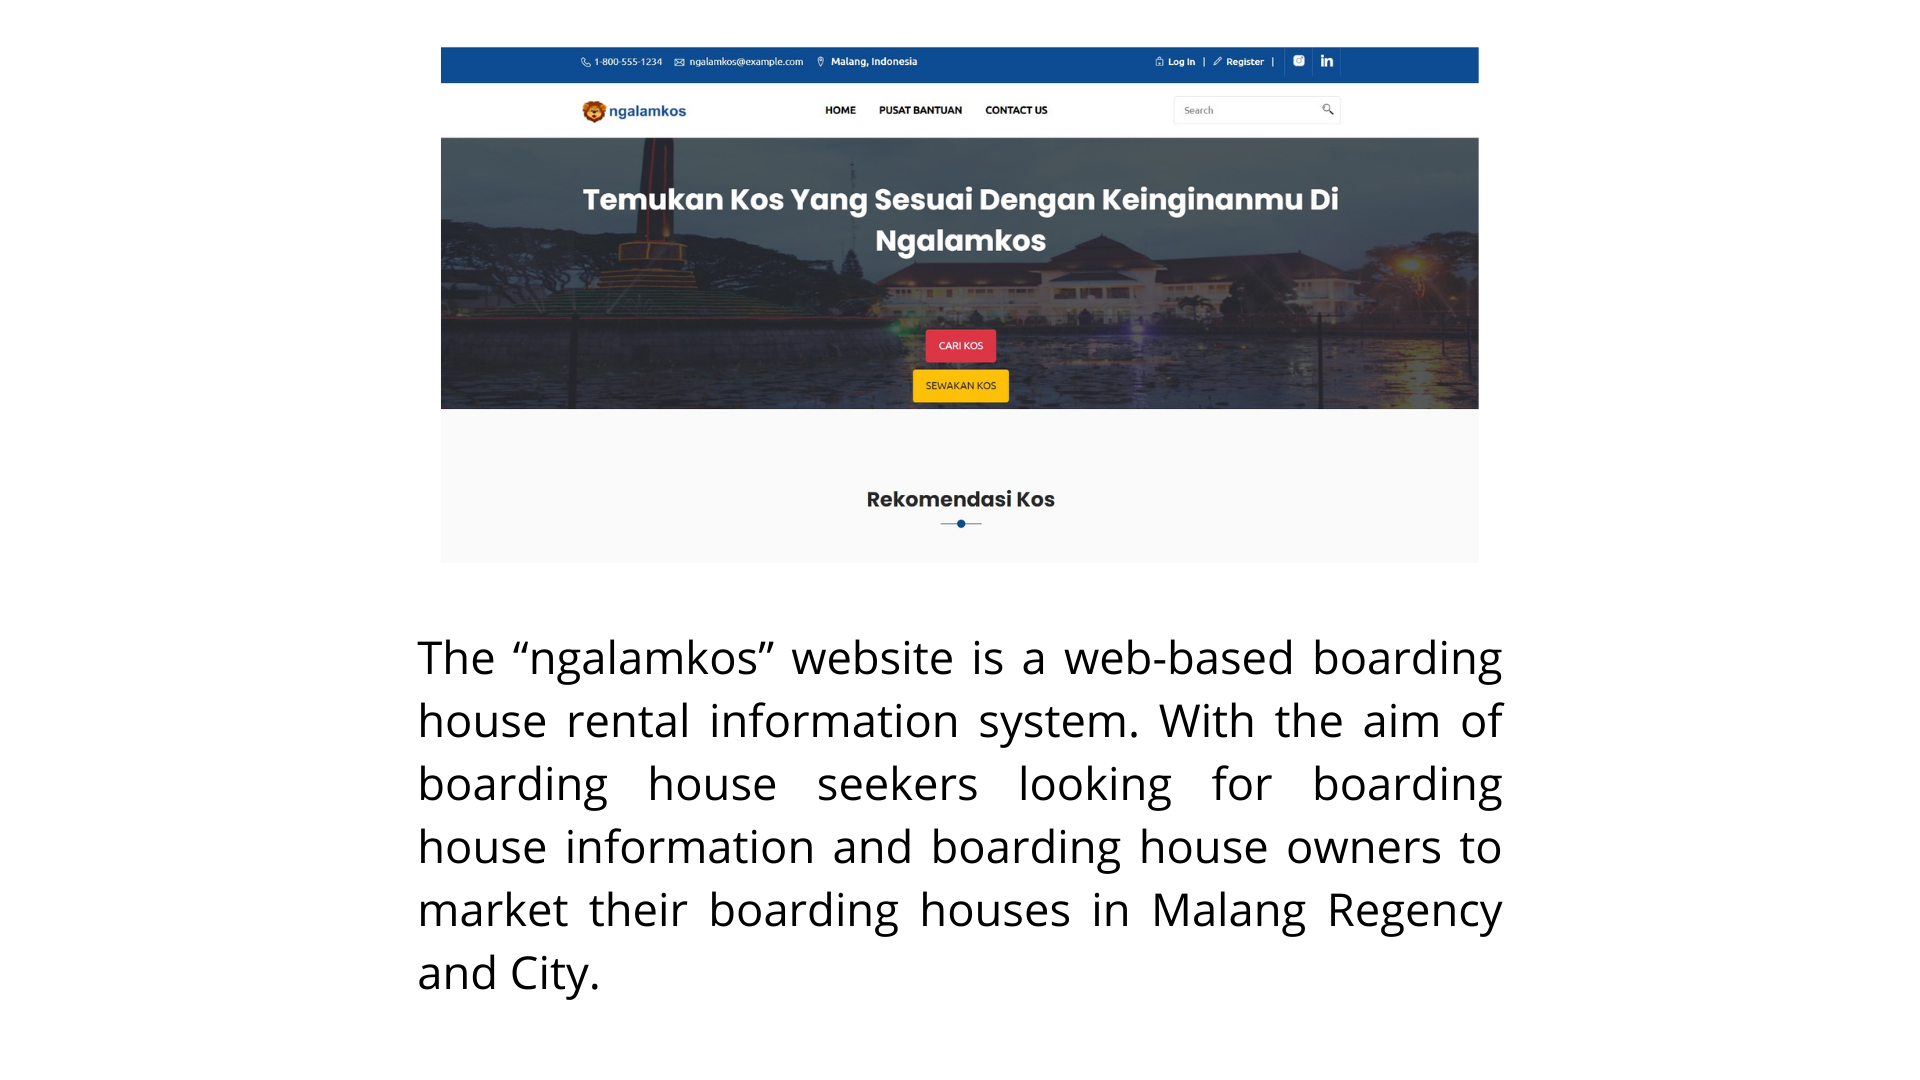 1-800-555-1234 ngalamkos@example.com Malang, Indonesia Log In | Register |
ngalamkos HOME PUSAT BANTUAN CONTACT US Search
Temukan Kos Yang Sesuai Dengan Keinginanmu Di
Ngalamkos
CARI KOS
SEWAKAN KOS
Rekomendasi Kos
The “ngalamkos” website is a web-based boarding
house rental information system. With the aim of
boarding house seekers looking for boarding
house information and boarding house owners to
market their boarding houses in Malang Regency
and City.